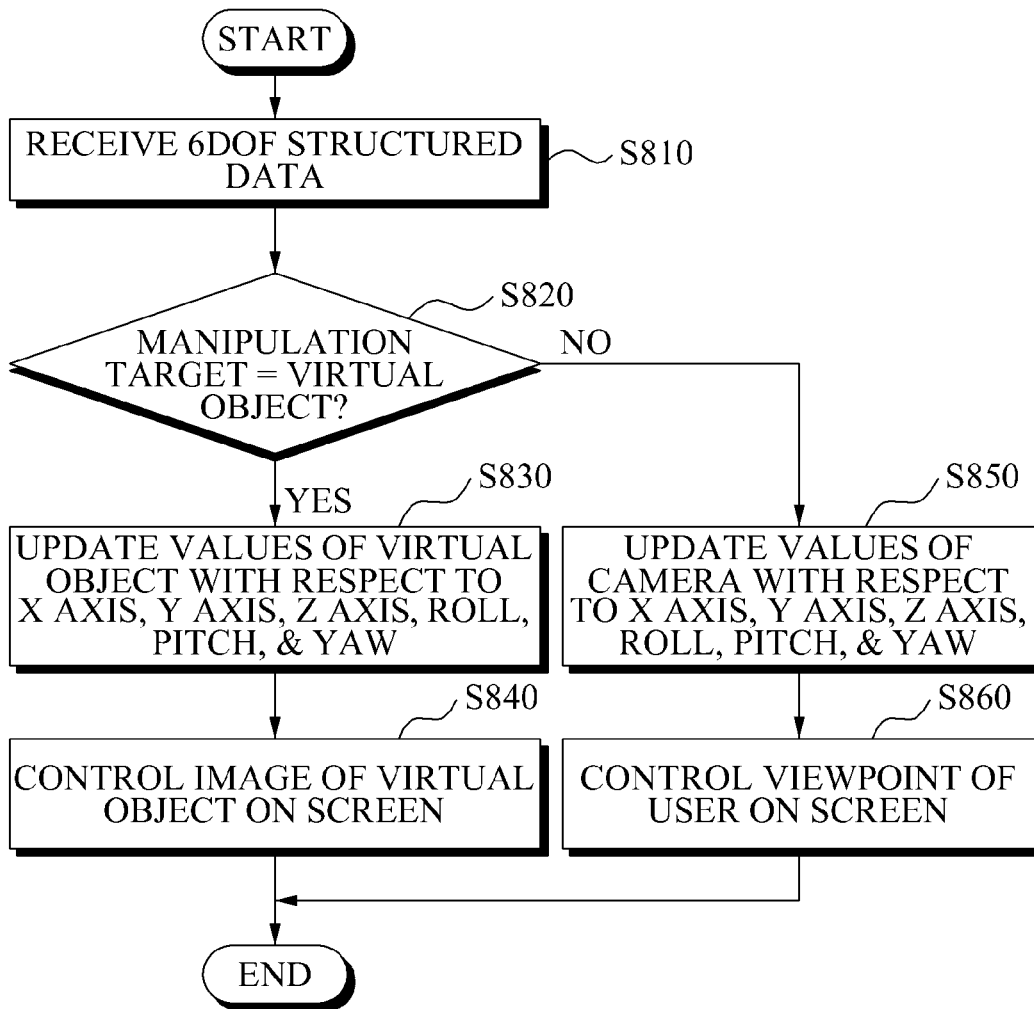 START
RECEIVE 6DOF STRUCTURED
DATA
S810
S820
MANIPULATION
TARGET = VIRTUAL
OBJECT?
NO
YES
S830
UPDATE VALUES OF VIRTUAL
OBJECT WITH RESPECT TO
X AXIS, Y AXIS, Z AXIS, ROLL,
PITCH, & YAW
S850
UPDATE VALUES OF
CAMERA WITH RESPECT
TO X AXIS, Y AXIS, Z AXIS,
ROLL, PITCH, & YAW
S840
CONTROL IMAGE OF VIRTUAL
OBJECT ON SCREEN
S860
CONTROL VIEWPOINT OF
USER ON SCREEN
END